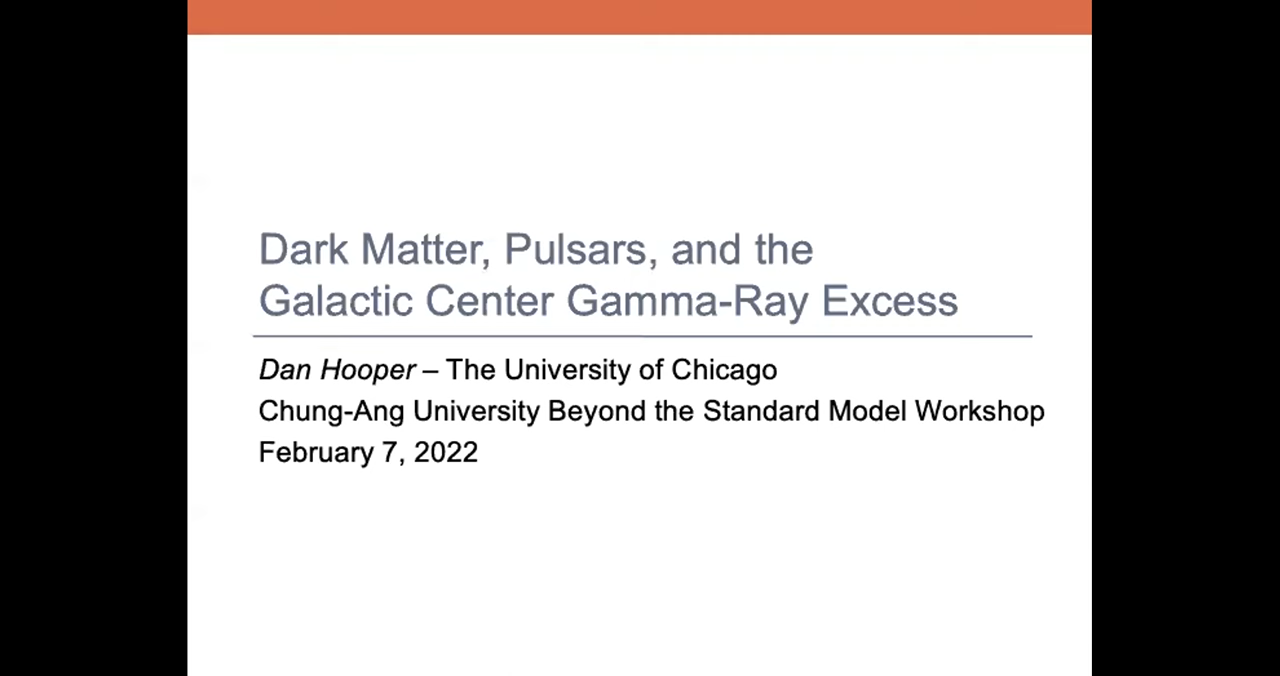 Dark Matter, Pulsars, and the
Galactic Center Gamma-Ray Excess
Dan Hooper – The University of Chicago
Chung-Ang University Beyond the Standard Model Workshop
February 7, 2022